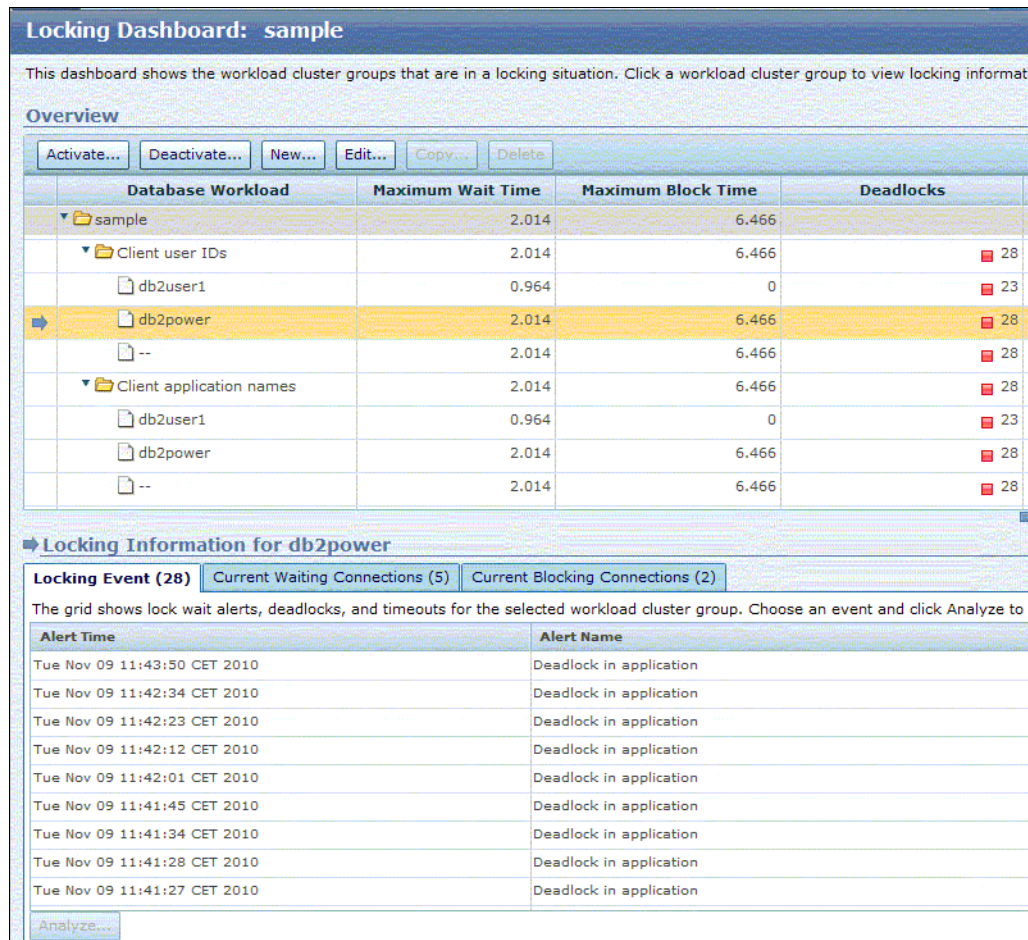 Locking Dashboard: sample
This dashboard shows the workload cluster groups that are in a locking situation. Click a workload cluster group to view locking informat
Overview
Activate... Deactivate... New... Edit... Copy... Delete
Database Workload Maximum Wait Time Maximum Block Time Deadlocks
sample 2.014 6.466
Client user IDs 2.014 6.466 28
db2user1 0.964 0 23
db2power 2.014 6.466 28
-- 2.014 6.466 28
Client application names 2.014 6.466 28
db2user1 0.964 0 23
db2power 2.014 6.466 28
-- 2.014 6.466 28
Locking Information for db2power
Locking Event (28) Current Waiting Connections (5) Current Blocking Connections (2)
The grid shows lock wait alerts, deadlocks, and timeouts for the selected workload cluster group. Choose an event and click Analyze to
Alert Time Alert Name
Tue Nov 09 11:43:50 CET 2010 Deadlock in application
Tue Nov 09 11:42:34 CET 2010 Deadlock in application
Tue Nov 09 11:42:23 CET 2010 Deadlock in application
Tue Nov 09 11:42:12 CET 2010 Deadlock in application
Tue Nov 09 11:42:01 CET 2010 Deadlock in application
Tue Nov 09 11:41:45 CET 2010 Deadlock in application
Tue Nov 09 11:41:34 CET 2010 Deadlock in application
Tue Nov 09 11:41:28 CET 2010 Deadlock in application
Tue Nov 09 11:41:27 CET 2010 Deadlock in application
Analyze...